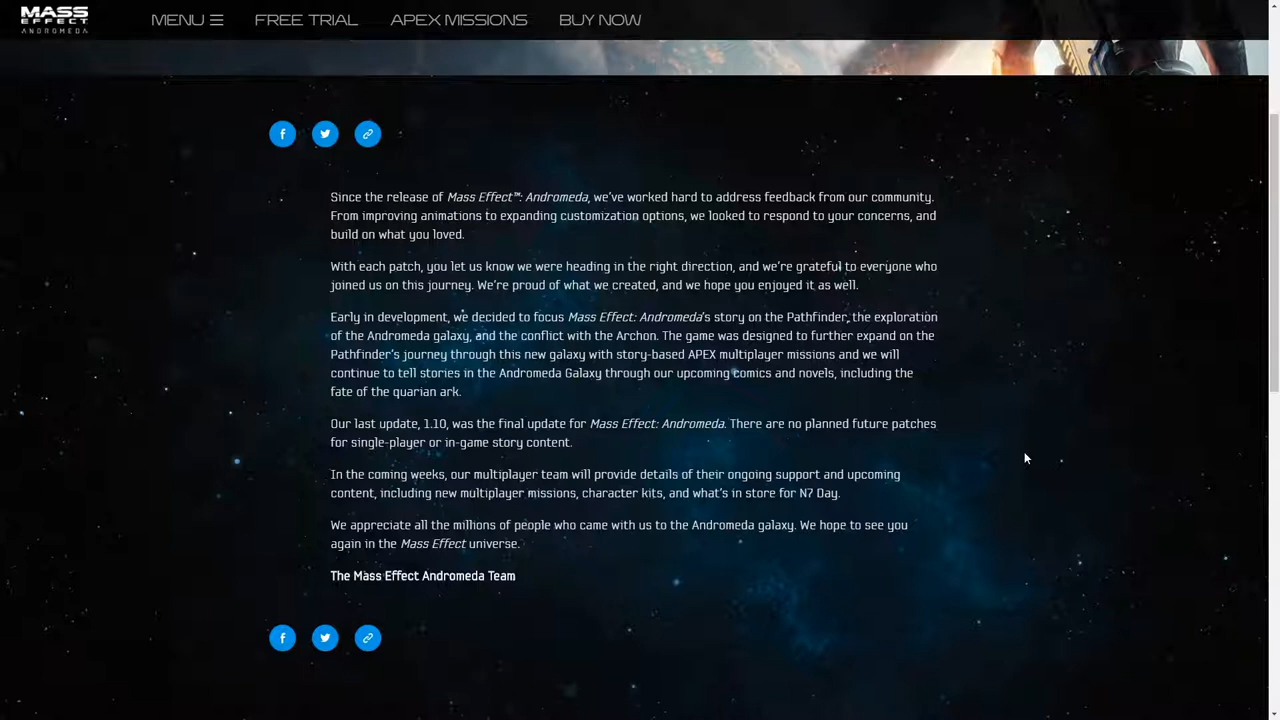 MASS
EFFECT
ANDROMEDA
MENU
FREE TRIAL
APEX MISSIONS
BUY NOW
Since the release of Mass Effect™: Andromeda, we've worked hard to address feedback from our community.
From improving animations to expanding customization options, we looked to respond to your concerns, and
build on what you loved.
With each patch, you let us know we were heading in the right direction, and we're grateful to everyone who
joined us on this journey. We're proud of what we created, and we hope you enjoyed it as well.
Early in development, we decided to focus Mass Effect: Andromeda's story on the Pathfinder, the exploration
of the Andromeda galaxy, and the conflict with the Archon. The game was designed to further expand on the
Pathfinder's journey through this new galaxy with story-based APEX multiplayer missions and we will
continue to tell stories in the Andromeda Galaxy through our upcoming comics and novels, including the
fate of the quarian ark.
Our last update, 1.10, was the final update for Mass Effect: Andromeda. There are no planned future patches
for single-player or in-game story content.
In the coming weeks, our multiplayer team will provide details of their ongoing support and upcoming
content, including new multiplayer missions, character kits, and what's in store for N7 Day.
We appreciate all the millions of people who came with us to the Andromeda galaxy. We hope to see you
again in the Mass Effect universe.
The Mass Effect Andromeda Team